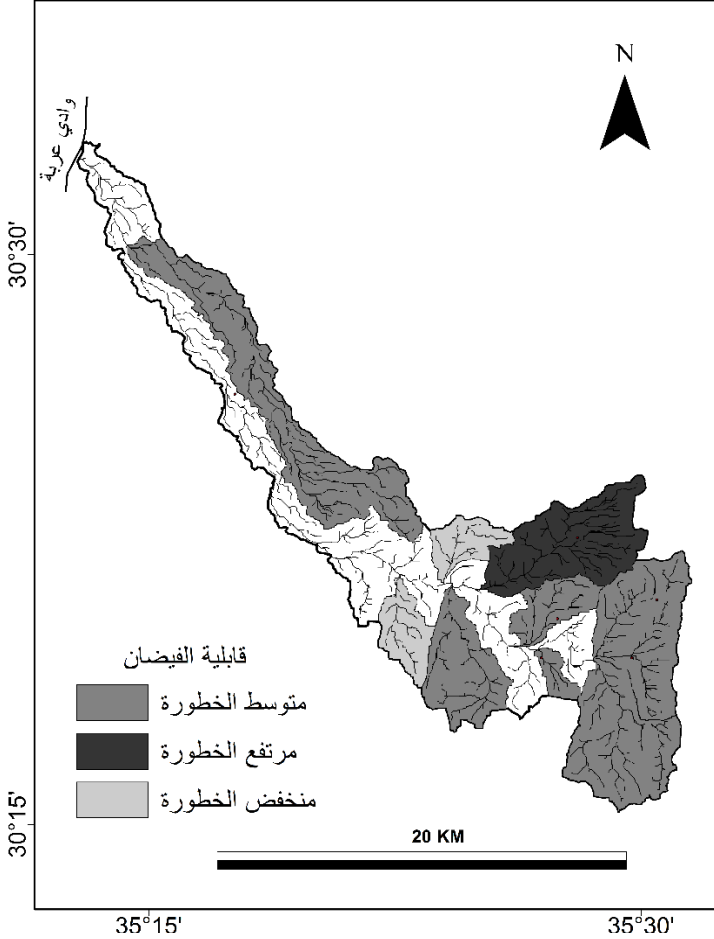 N
وادي عربة
30°30'
قابلية الفيضان
متوسط الخطورة
مرتفع الخطورة
منخفض الخطورة
30°15'
20 KM
35°15'
35°30'